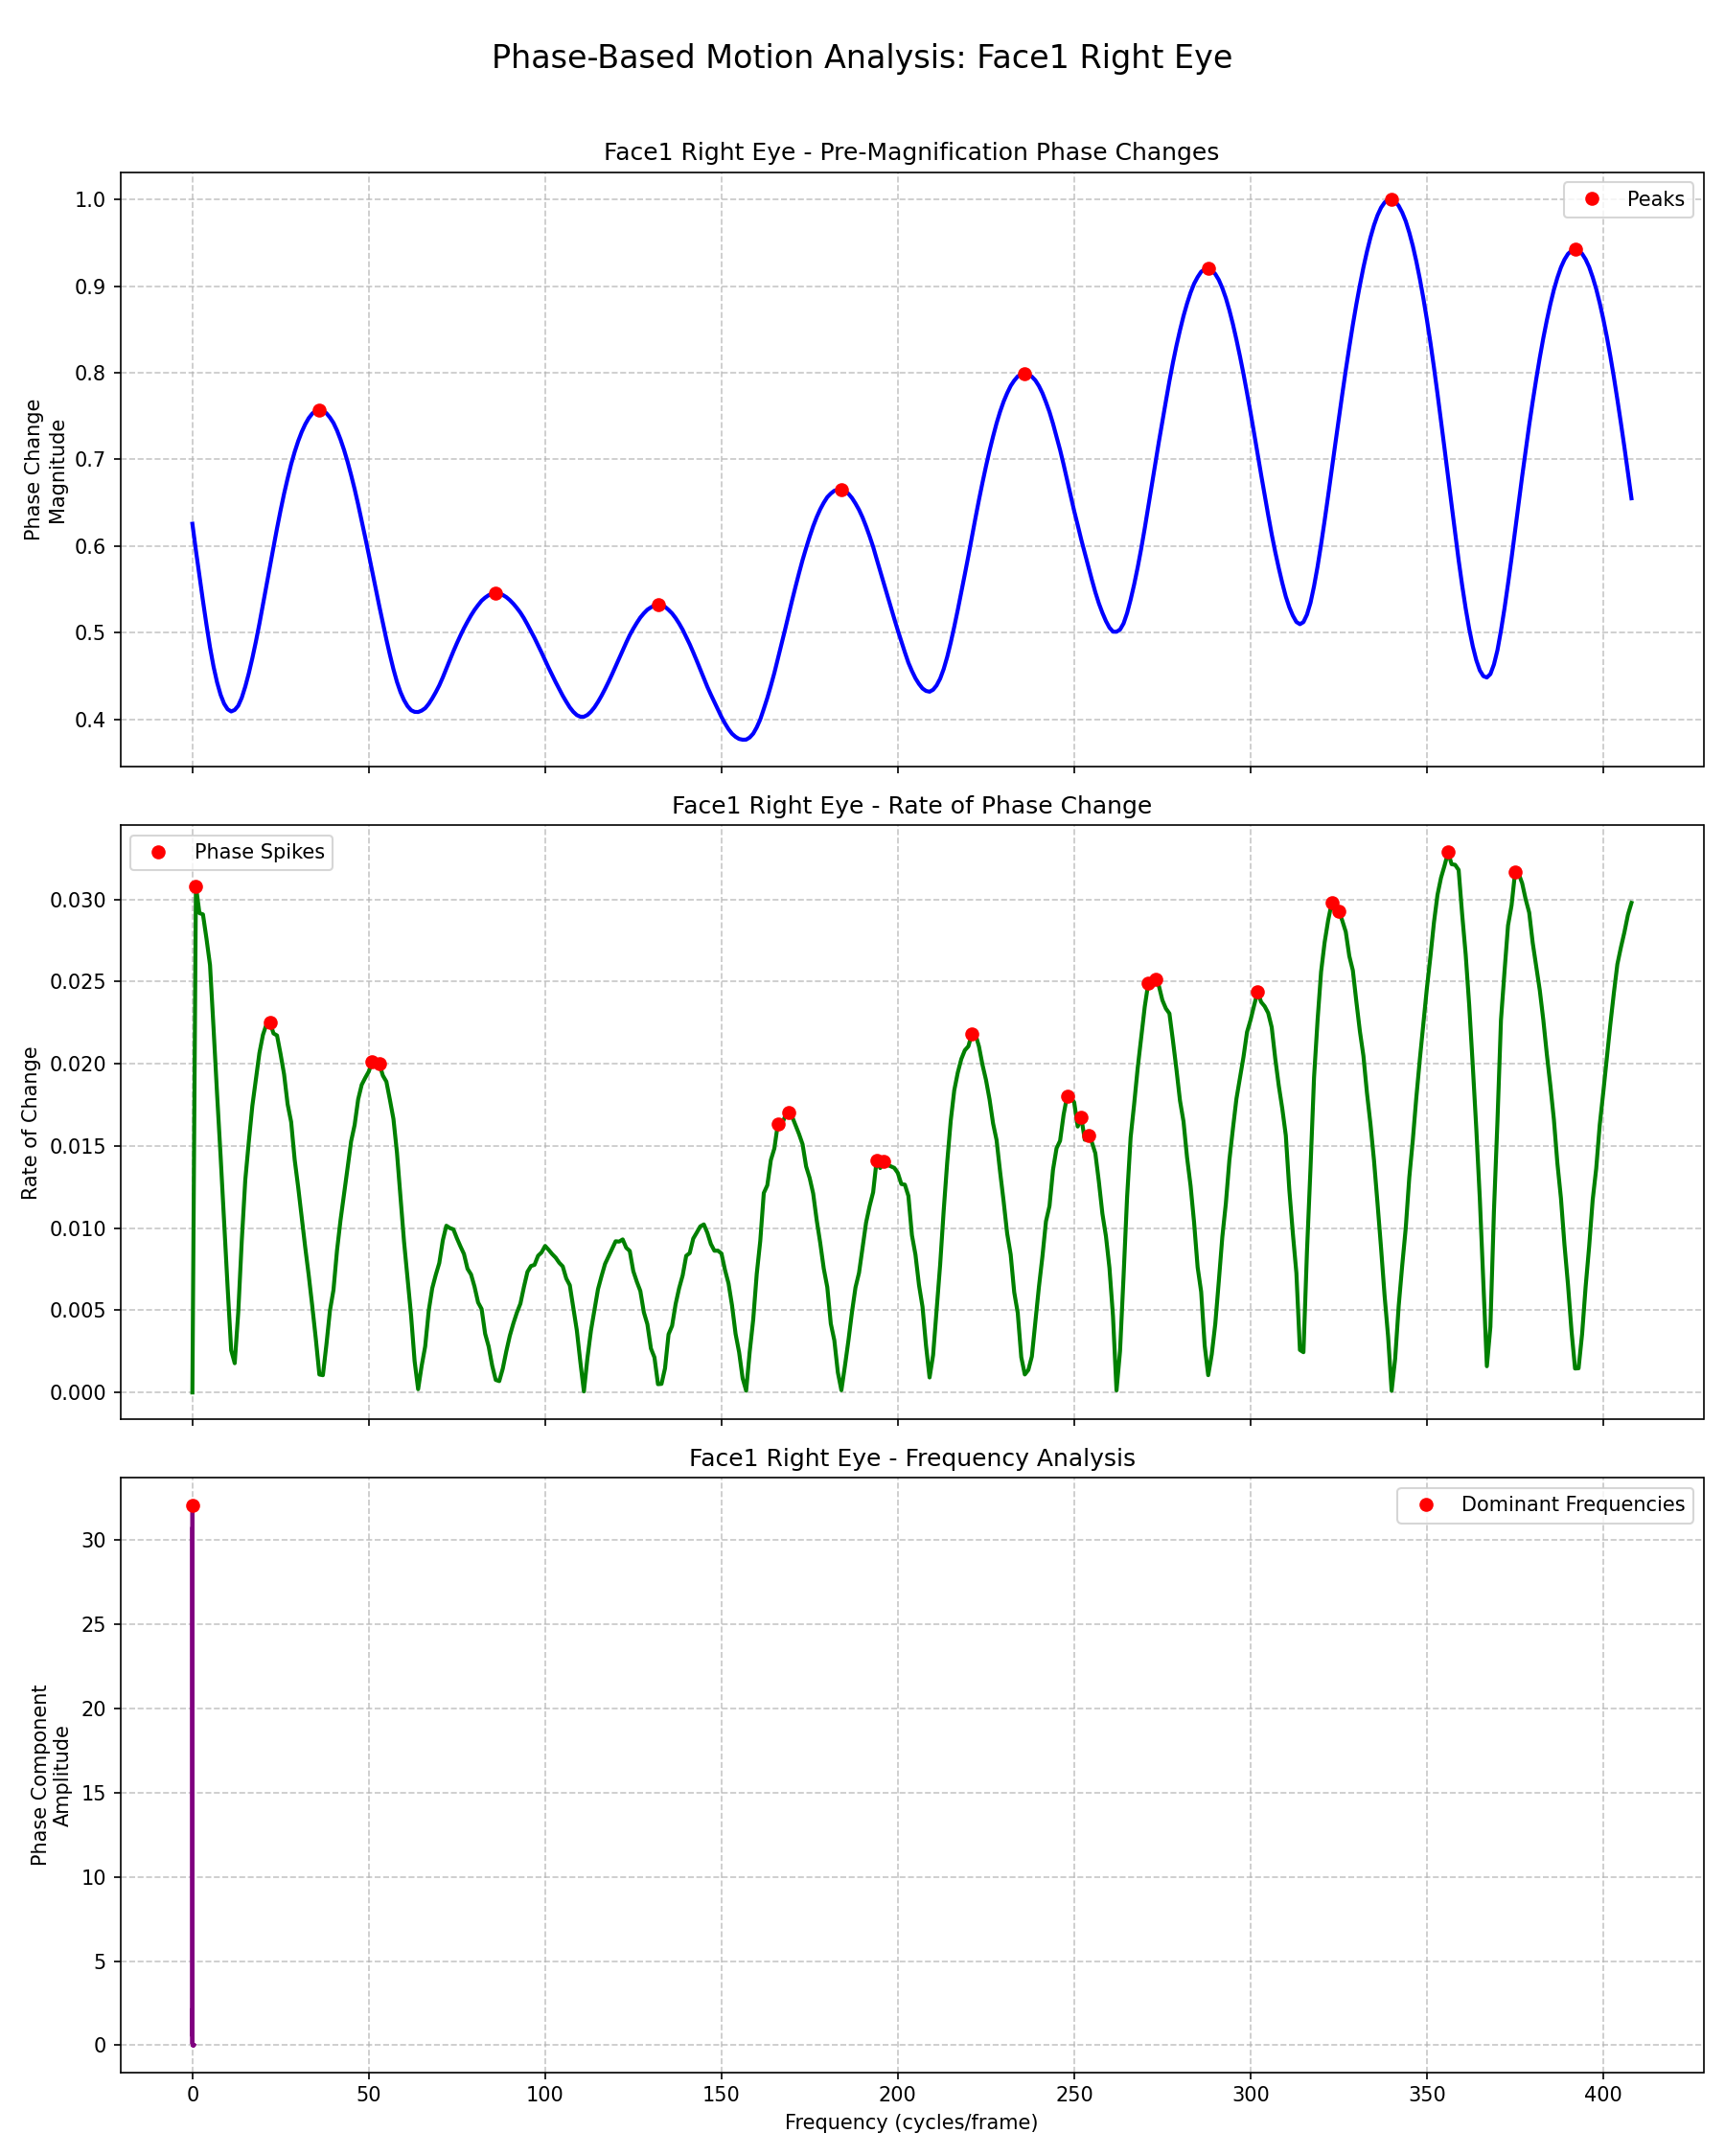 Phase-Based Motion Analysis: Face1 Right Eye
Face1 Right Eye - Pre-Magnification Phase Changes
Peaks
1.0
0.9
0.8
0.7
0.6
0.5
0.4
Phase Change
Magnitude
Face1 Right Eye - Rate of Phase Change
Phase Spikes
0.030
0.025
0.020
0.015
0.010
0.005
0.000
Rate of Change
Face1 Right Eye - Frequency Analysis
Dominant Frequencies
30
25
20
15
10
5
0
Phase Component
Amplitude
0 50 100 150 200 250 300 350 400
Frequency (cycles/frame)